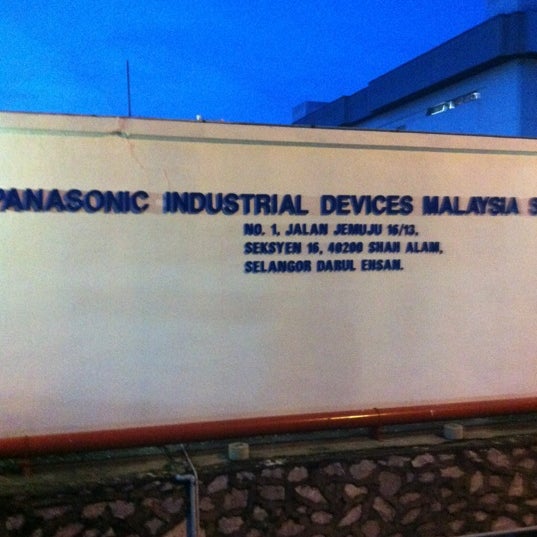 PANASONIC INDUSTRIAL DEVICES MALAYSIA S
NO. 1, JALAN JEMUJU 16/13,
SEKSYEN 16, 40200 SHAH ALAM,
SELANGOR DARUL EHSAN.